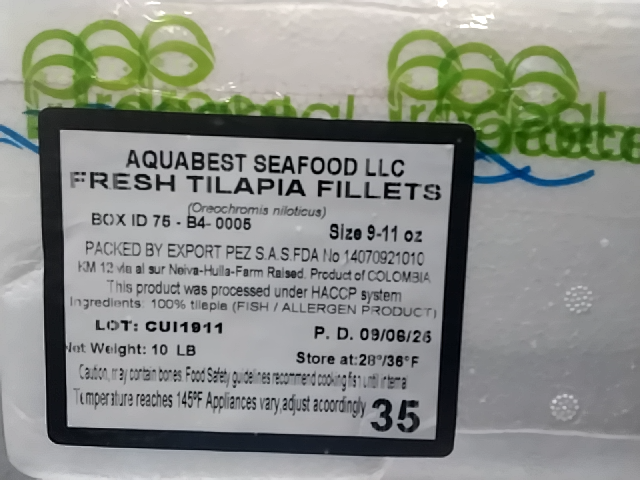 AQUABEST SEAFOOD LLC
FRESH TILAPIA FILLETS
(Oreochromis niloticus)
BOX ID 75 - B4- 0005
Size 9-11 oz
PACKED BY EXPORT PEZ S.A.S.FDA No 14070921010
KM 12 via al sur Neiva-Huila-Farm Raised. Product of COLOMBIA
This product was processed under HACCP system
Ingredients: 100% tilapia (FISH / ALLERGEN PRODUCT)
LOT: CUI1911
P. D. 09/06/26
Net Weight: 10 LB
Store at:28°/36°F
Caution, may contain bones. Food Safety guidelines recommend cooking fish until internal
Temperature reaches 145ºF Appliances vary,adjust acoordingly
35